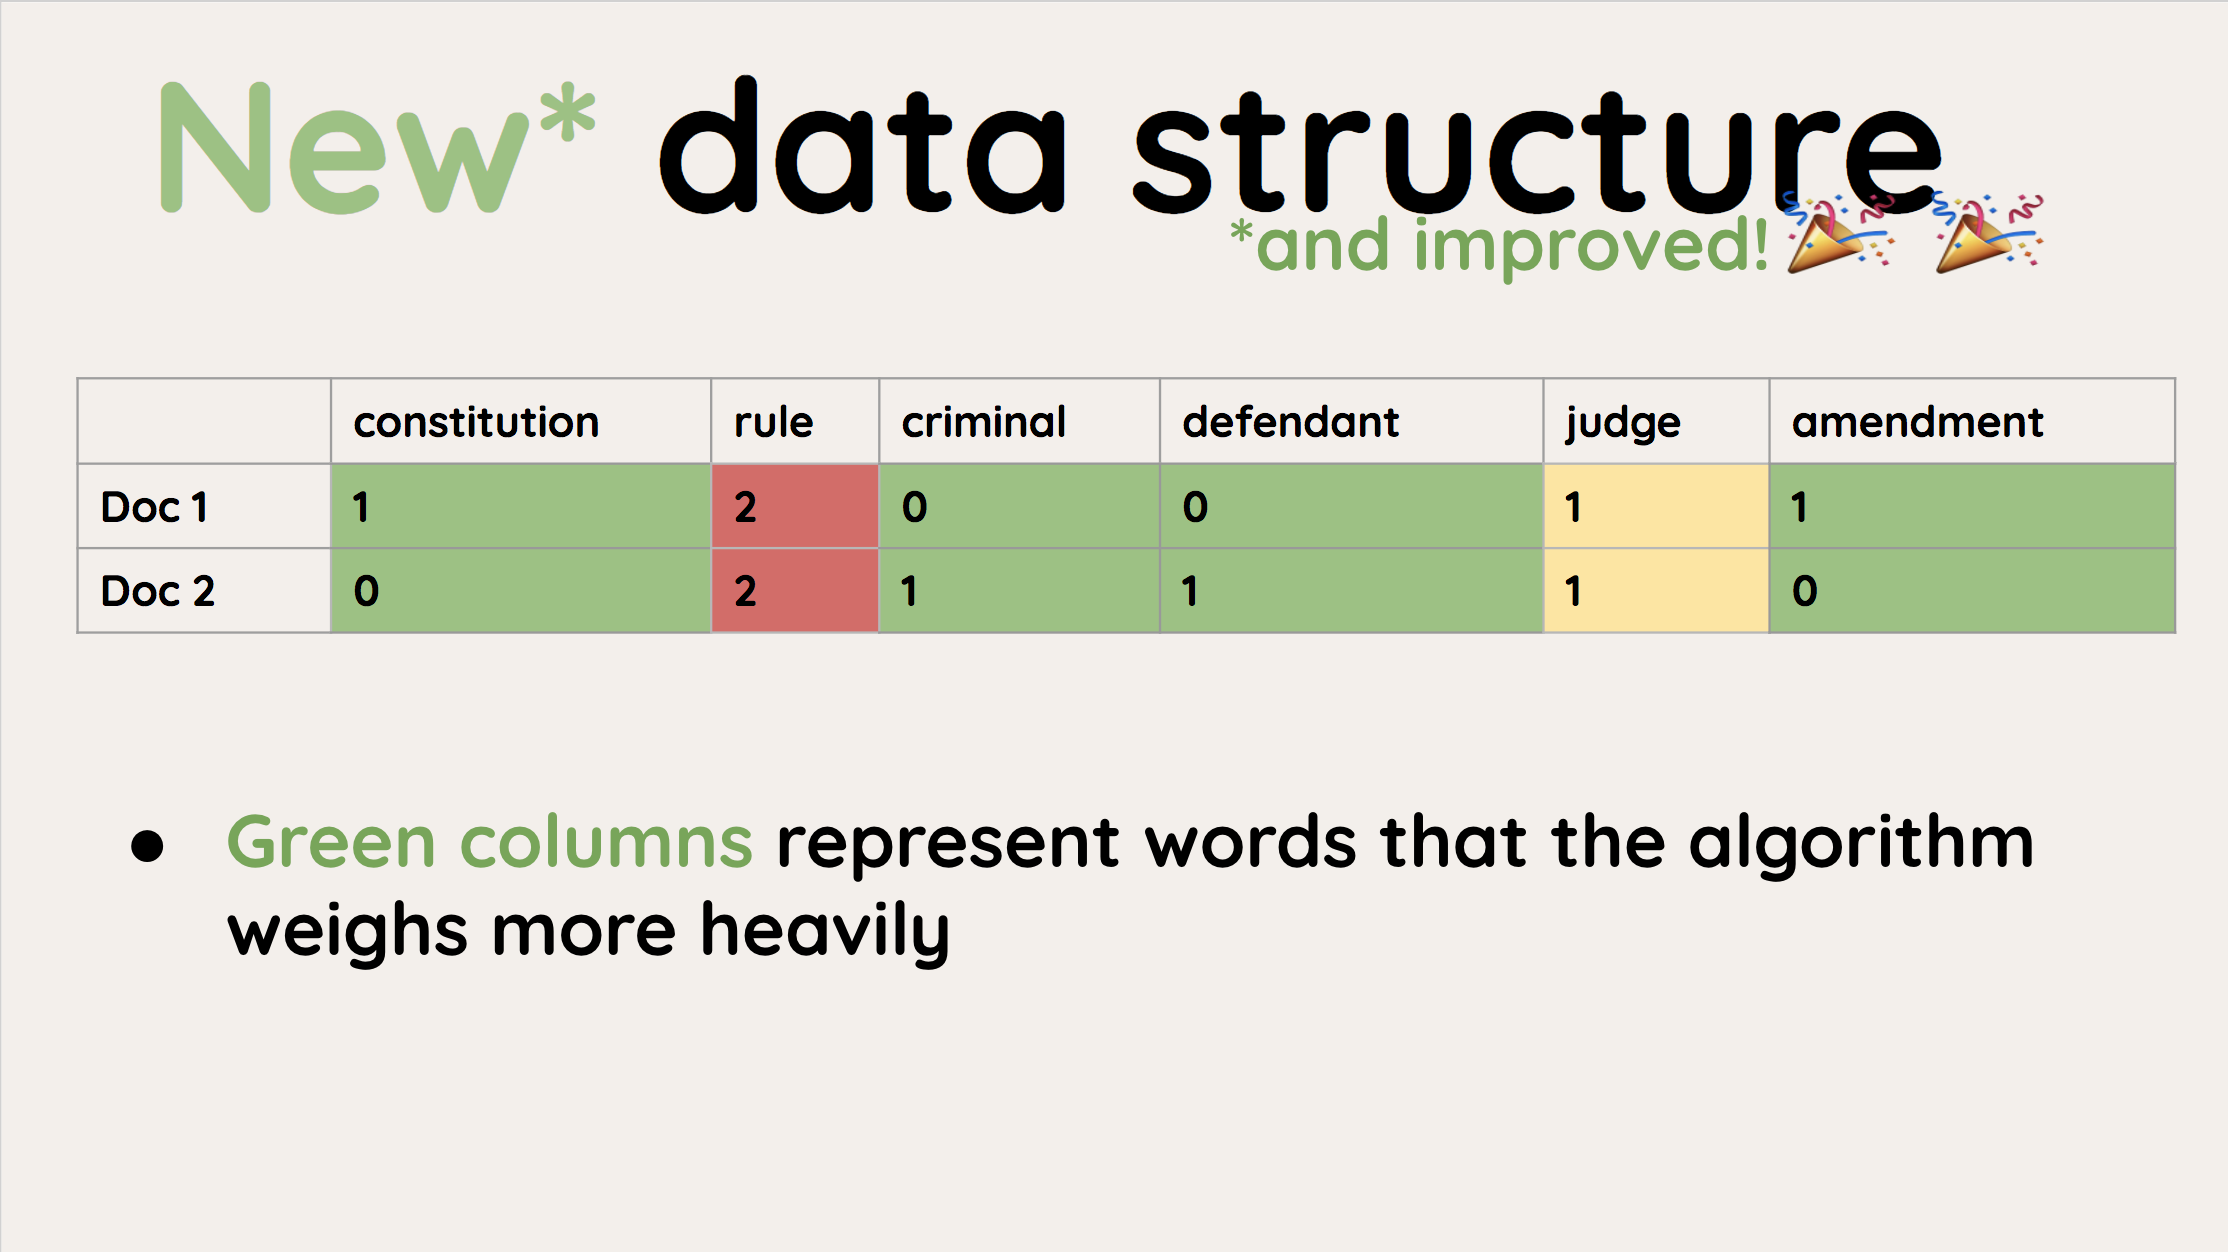 New* data structure
*and improved!
constitution rule criminal defendant judge amendment
Doc 1 1 2 0 0 1 1
Doc 2 0 2 1 1 1 0
● Green columns represent words that the algorithm
weighs more heavily